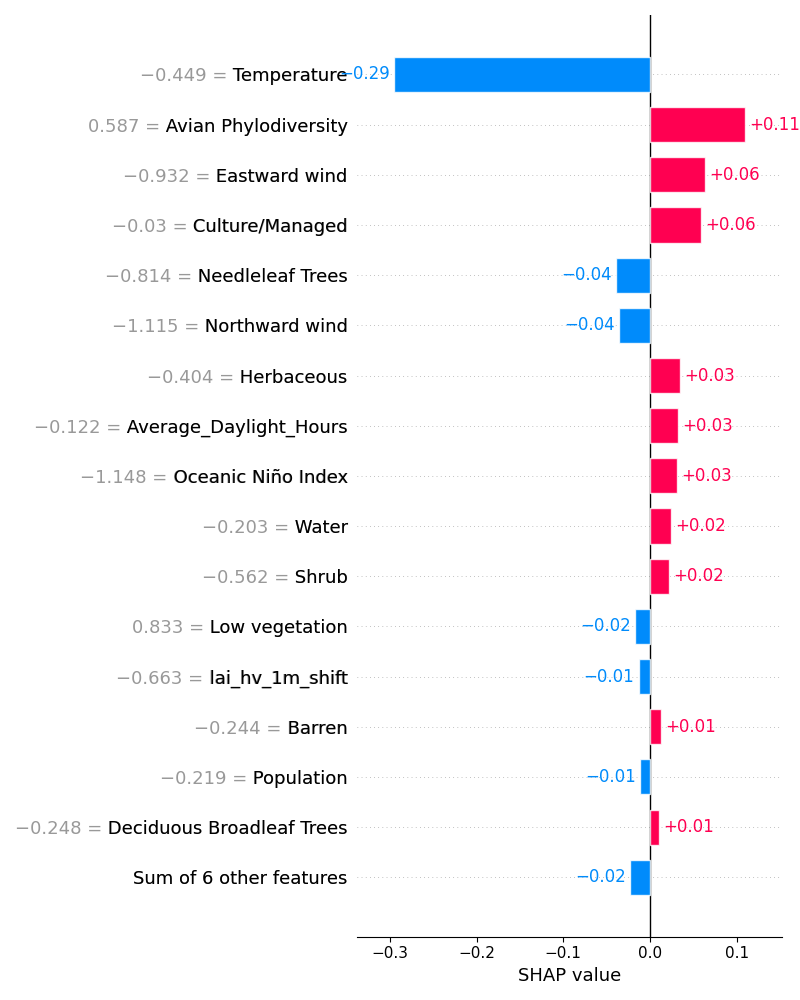 −0.449 = Temperature −0.29
0.587 = Avian Phylodiversity +0.11
−0.932 = Eastward wind +0.06
−0.03 = Culture/Managed +0.06
−0.814 = Needleleaf Trees −0.04
−1.115 = Northward wind −0.04
−0.404 = Herbaceous +0.03
−0.122 = Average_Daylight_Hours +0.03
−1.148 = Oceanic Niño Index +0.03
−0.203 = Water +0.02
−0.562 = Shrub +0.02
0.833 = Low vegetation −0.02
−0.663 = lai_hv_1m_shift −0.01
−0.244 = Barren +0.01
−0.219 = Population −0.01
−0.248 = Deciduous Broadleaf Trees +0.01
Sum of 6 other features −0.02
−0.3 −0.2 −0.1 0.0 0.1
SHAP value